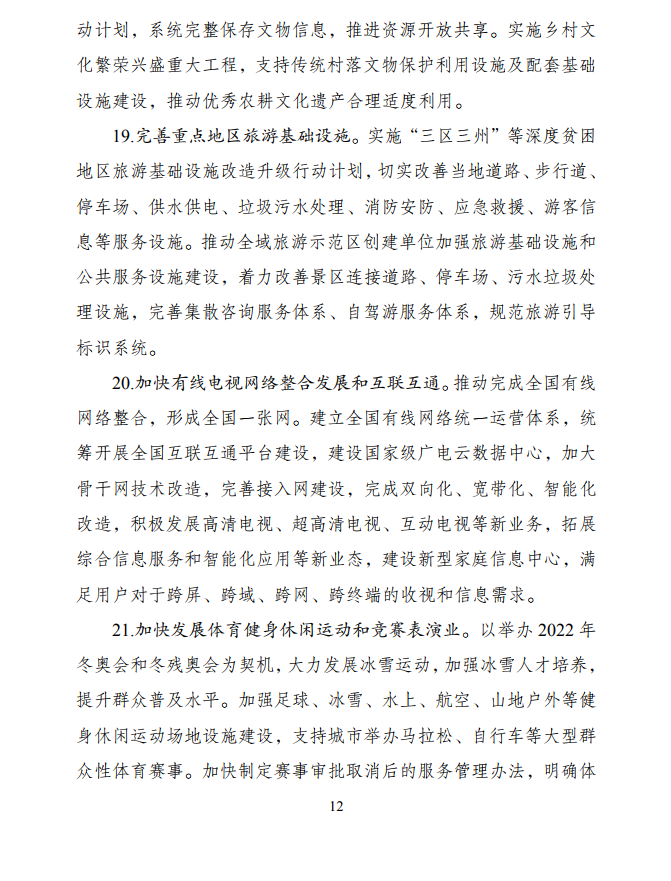 动计划，系统完整保存文物信息，推进资源开放共享。实施乡村文
化繁荣兴盛重大工程，支持传统村落文物保护利用设施及配套基础
设施建设，推动优秀农耕文化遗产合理适度利用。
19.完善重点地区旅游基础设施。实施“三区三州”等深度贫困
地区旅游基础设施改造升级行动计划，切实改善当地道路、步行道、
停车场、供水供电、垃圾污水处理、消防安防、应急救援、游客信
息等服务设施。推动全域旅游示范区创建单位加强旅游基础设施和
公共服务设施建设，着力改善景区连接道路、停车场、污水垃圾处
理设施，完善集散咨询服务体系、自驾游服务体系，规范旅游引导
标识系统。
20.加快有线电视网络整合发展和互联互通。推动完成全国有线
网络整合，形成全国一张网。建立全国有线网络统一运营体系，统
筹开展全国互联互通平台建设，建设国家级广电云数据中心，加大
骨干网技术改造，完善接入网建设，完成双向化、宽带化、智能化
改造，积极发展高清电视、超高清电视、互动电视等新业务，拓展
综合信息服务和智能化应用等新业态，建设新型家庭信息中心，满
足用户对于跨屏、跨域、跨网、跨终端的收视和信息需求。
21.加快发展体育健身休闲运动和竞赛表演业。以举办 2022 年
冬奥会和冬残奥会为契机，大力发展冰雪运动，加强冰雪人才培养，
提升群众普及水平。加强足球、冰雪、水上、航空、山地户外等健
身休闲运动场地设施建设，支持城市举办马拉松、自行车等大型群
众性体育赛事。加快制定赛事审批取消后的服务管理办法，明确体
12